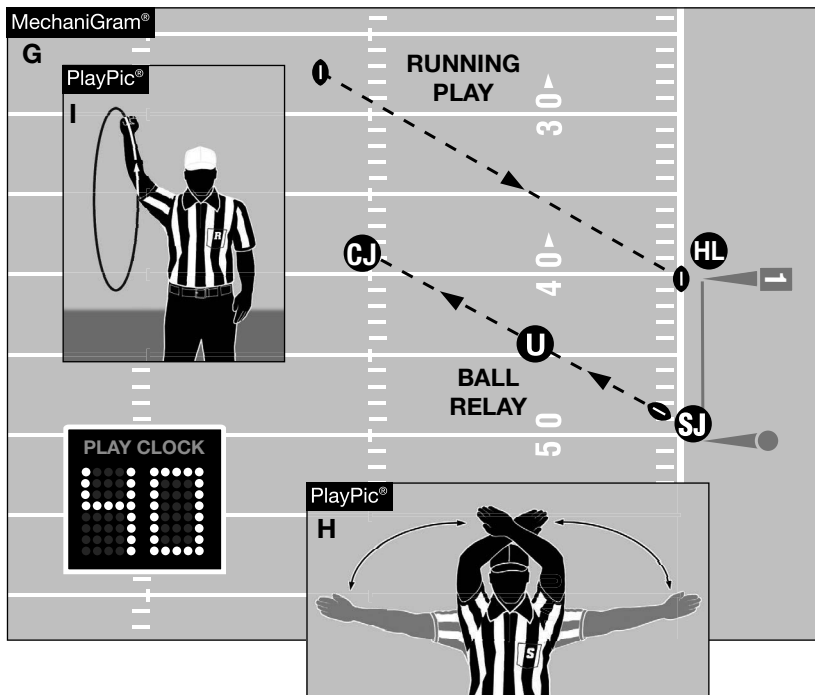 MechaniGram®
G
PlayPic®
I
R
RUNNING
PLAY
30
HL
CJ
40
1
U
BALL
RELAY
SJ
50
PLAY CLOCK
40
PlayPic®
H
S